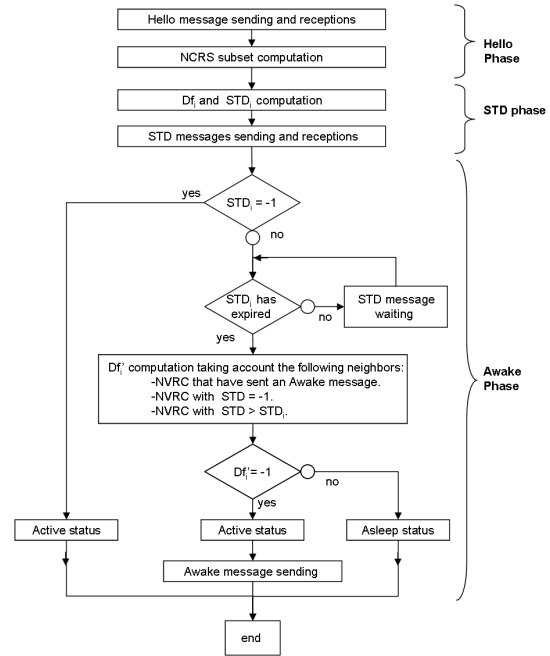 Hello message sending and receptions
NCRS subset computation
Hello
Phase
Dfi and STDi computation
STD messages sending and receptions
STD phase
yes
STDi = -1
no
STDi has
expired
no
STD message
waiting
yes
Dfi' computation taking account the following neighbors:
-NVRC that have sent an Awake message.
-NVRC with STD = -1.
-NVRC with STD > STDi.
Awake
Phase
Dfi'= -1
no
yes
Active status
Active status
Asleep status
Awake message sending
end